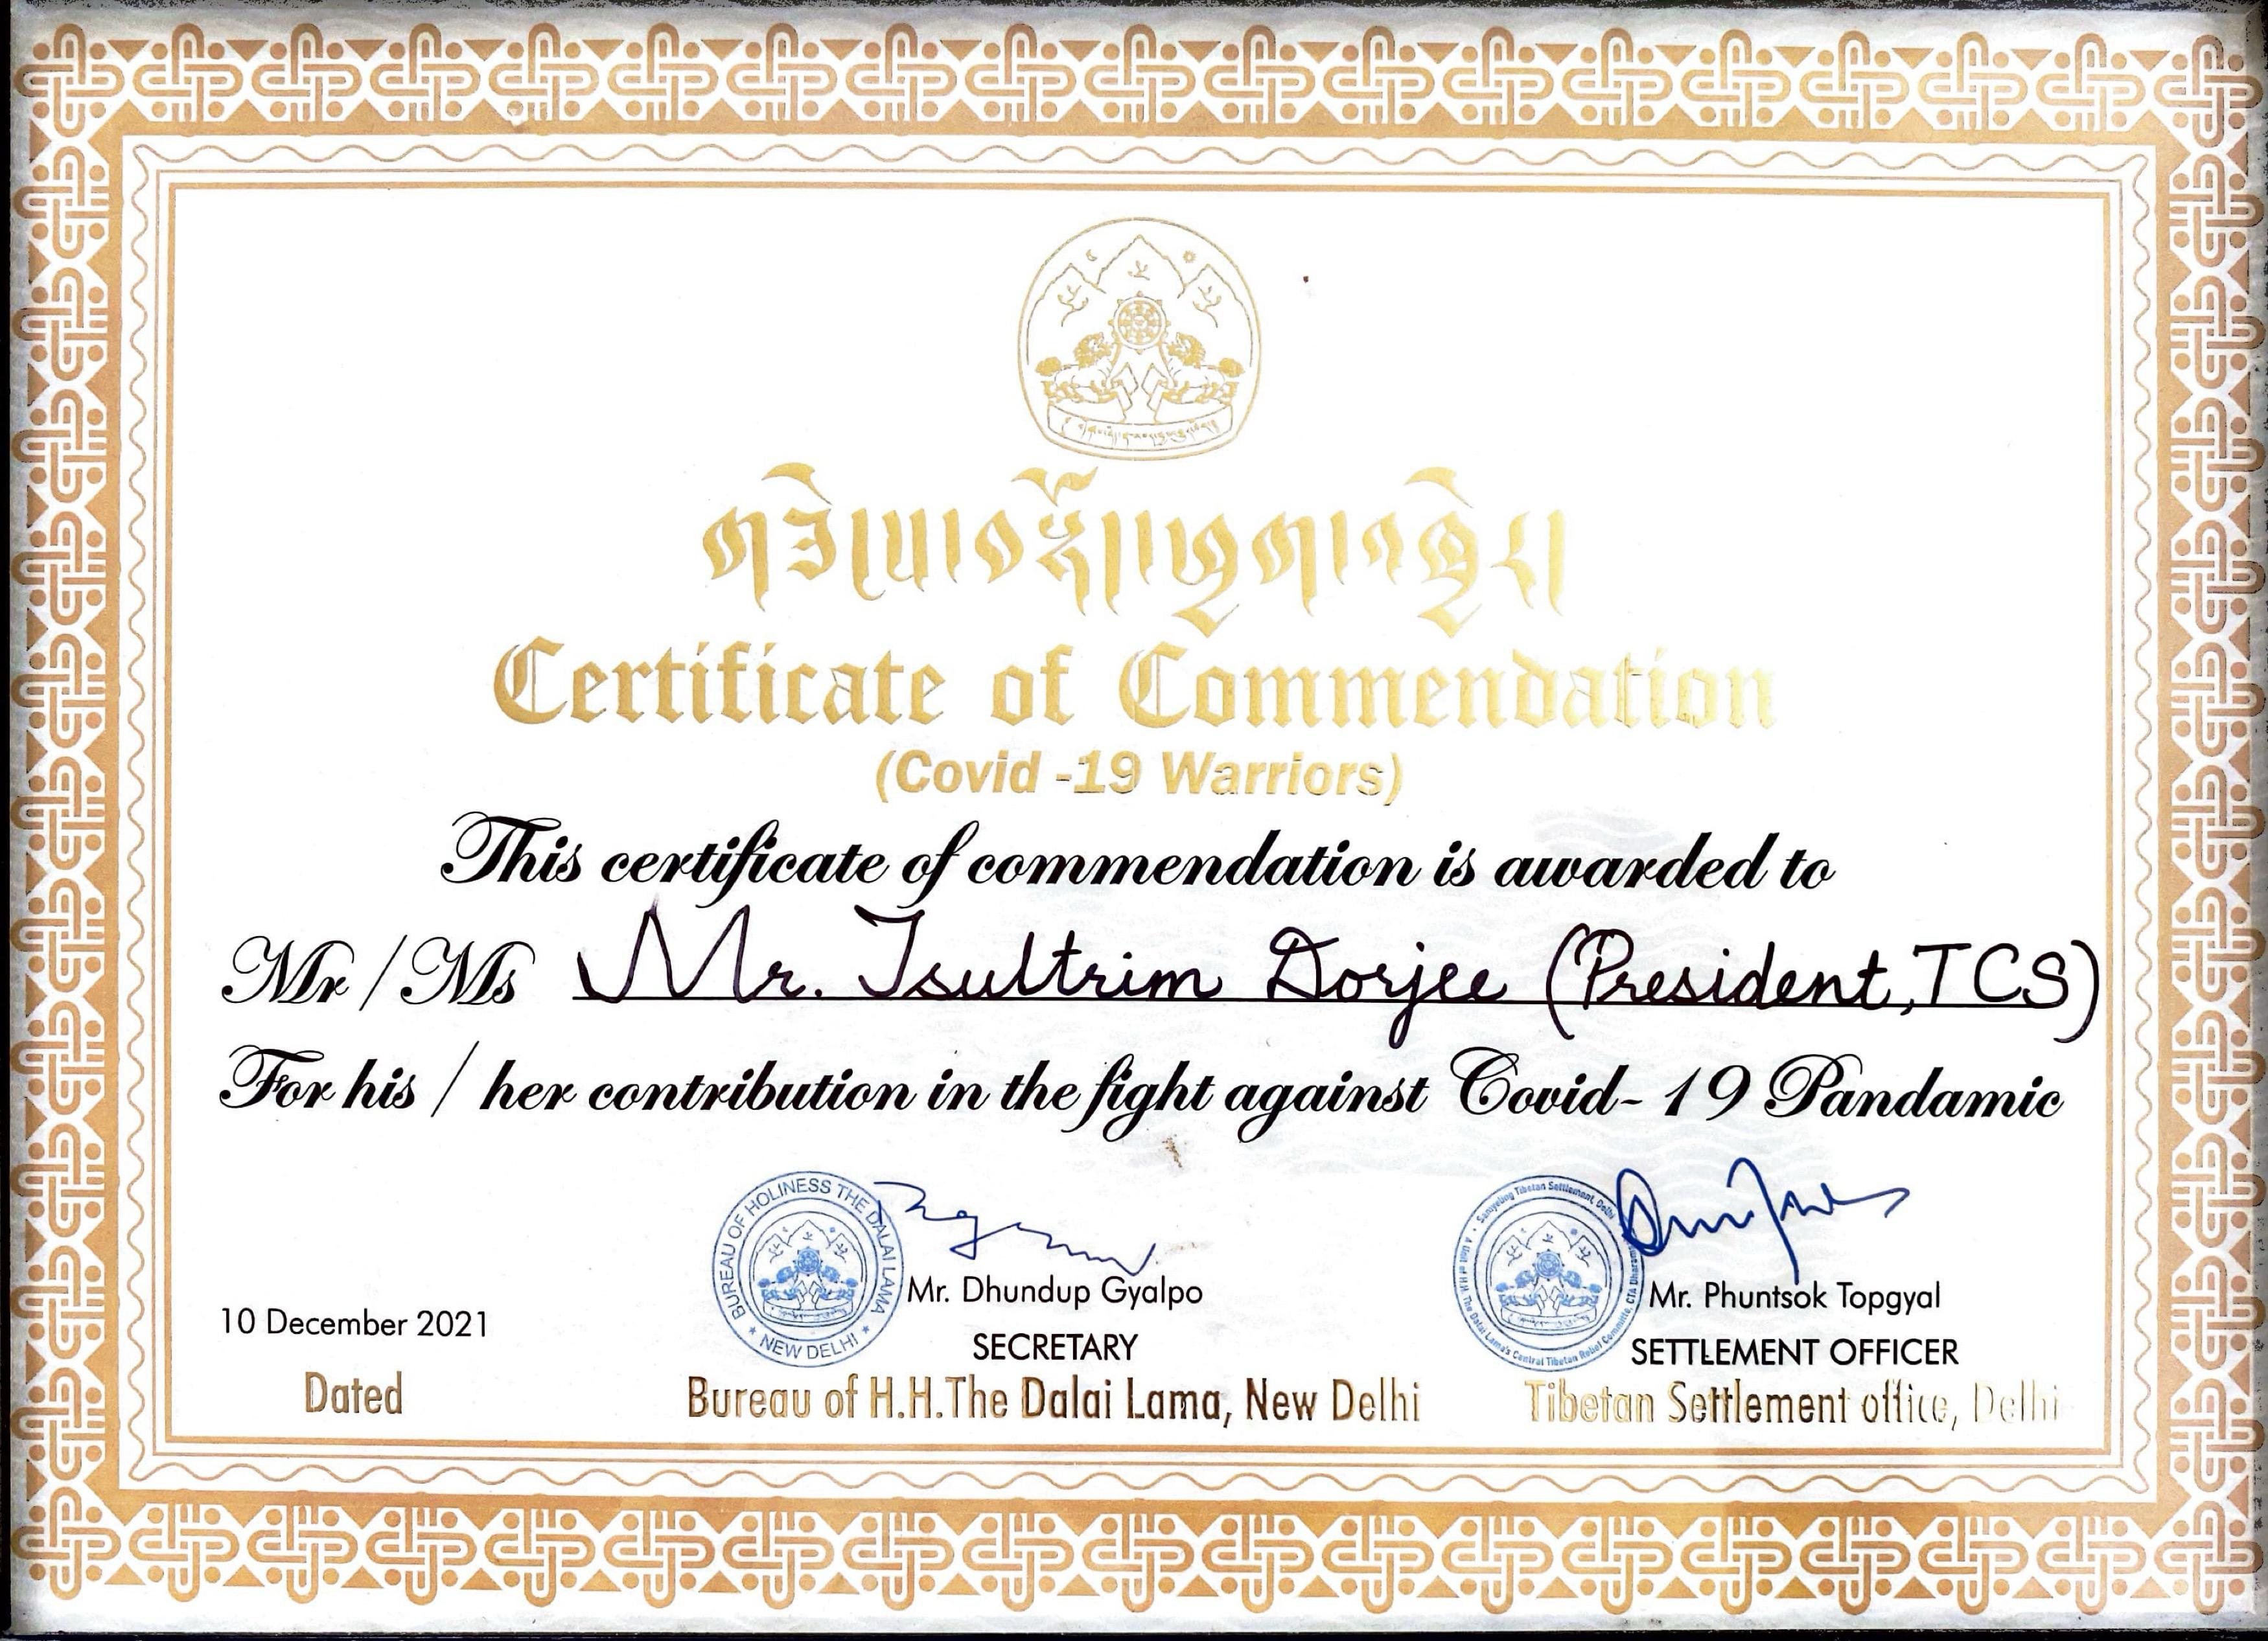 Certificate of Commendation
(Covid -19 Warriors)
This certificate of commendation is awarded to
Mr / Ms Mr. Tsultrim Dorjee (President, TCS)
For his / her contribution in the fight against Covid- 19 Pandamic
BUREAU OF HOLINESS THE DALAI LAMA
* NEW DELHI *
Tibetan Settlement, Delhi
A Unit of H.H. The Dalai Lama's Central Tibetan Relief Committee, CTA
10 December 2021
Dated
Mr. Dhundup Gyalpo
SECRETARY
Bureau of H.H.The Dalai Lama, New Delhi
Mr. Phuntsok Topgyal
SETTLEMENT OFFICER
Tibetan Settlement office, Delhi